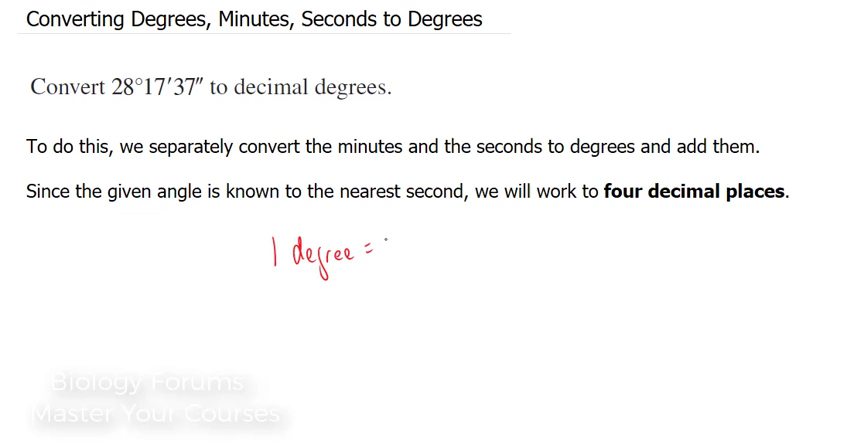 Converting Degrees, Minutes, Seconds to Degrees
Convert 28°17′37″ to decimal degrees.
To do this, we separately convert the minutes and the seconds to degrees and add them.
Since the given angle is known to the nearest second, we will work to four decimal places.
1 degree =
Biology Forums
Master Your Courses